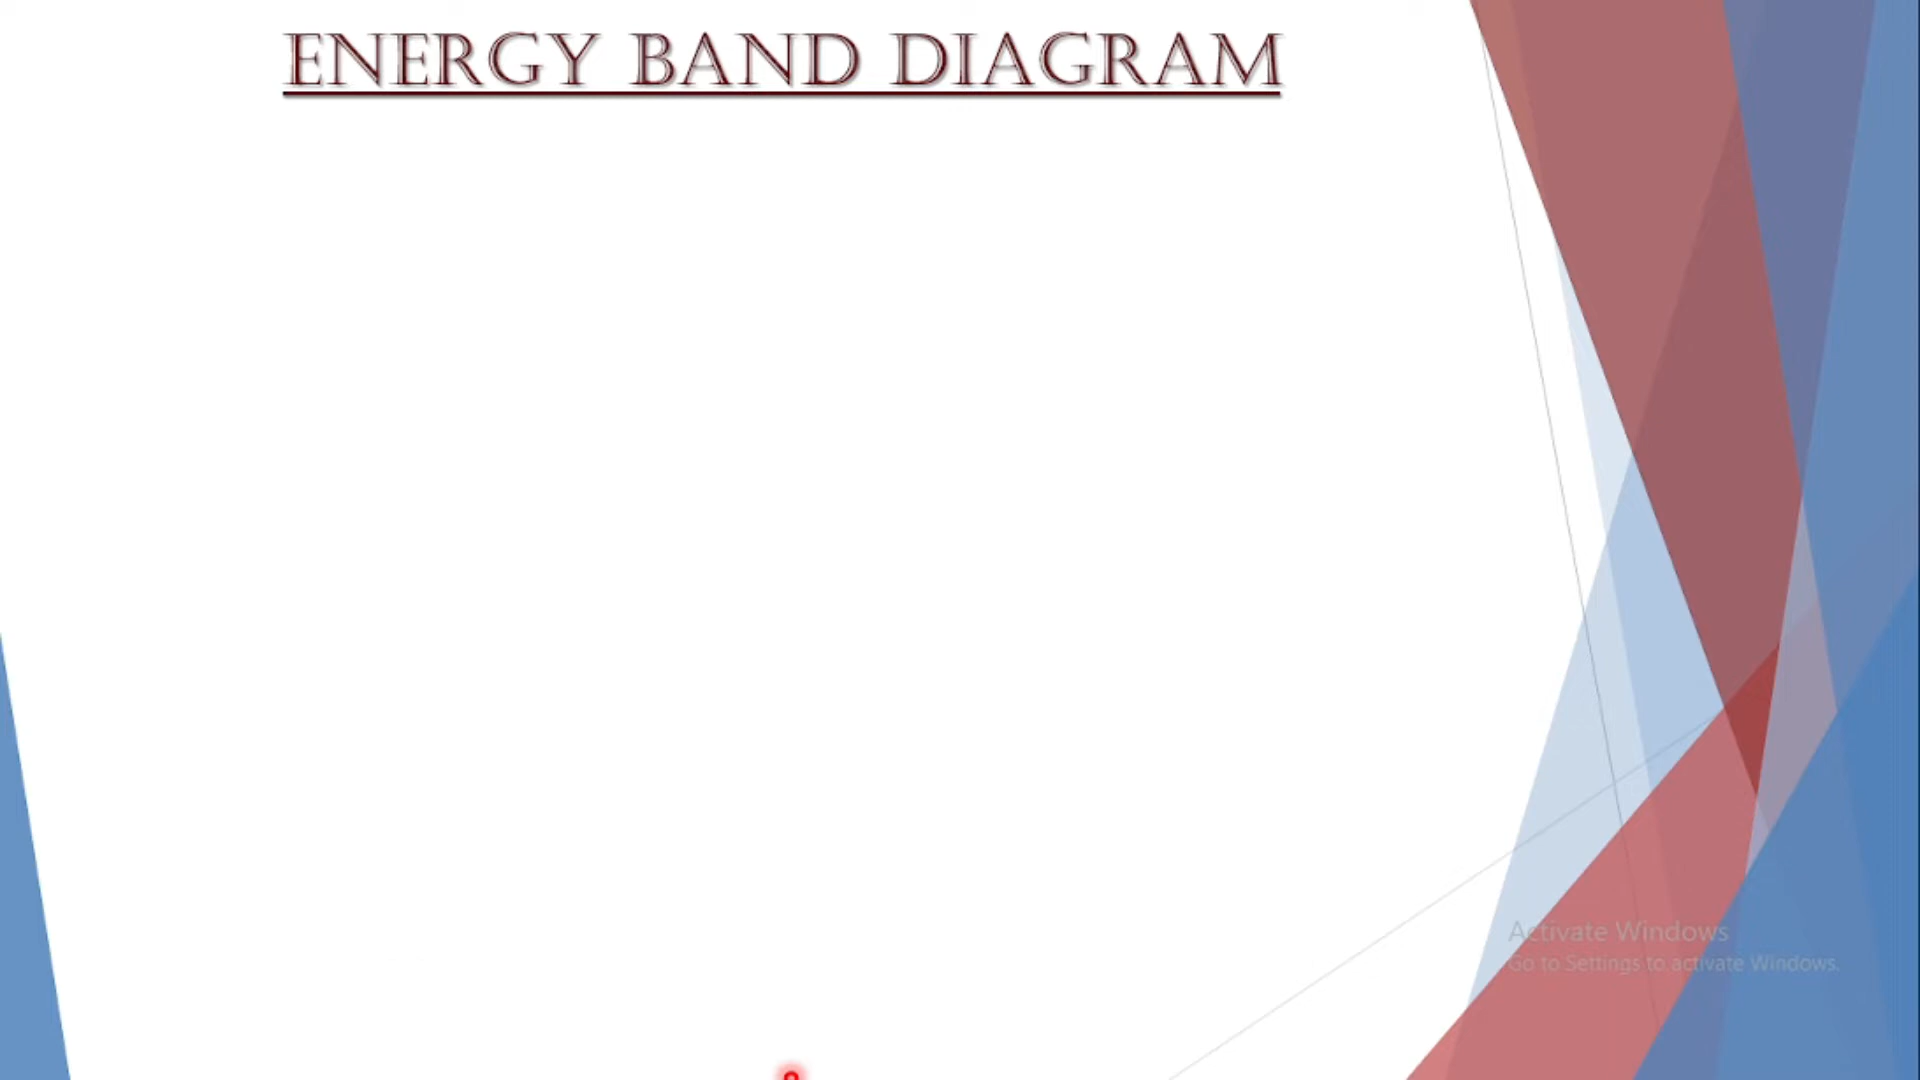 ENERGY BAND DIAGRAM
Activate Windows
Go to Settings to activate Windows.